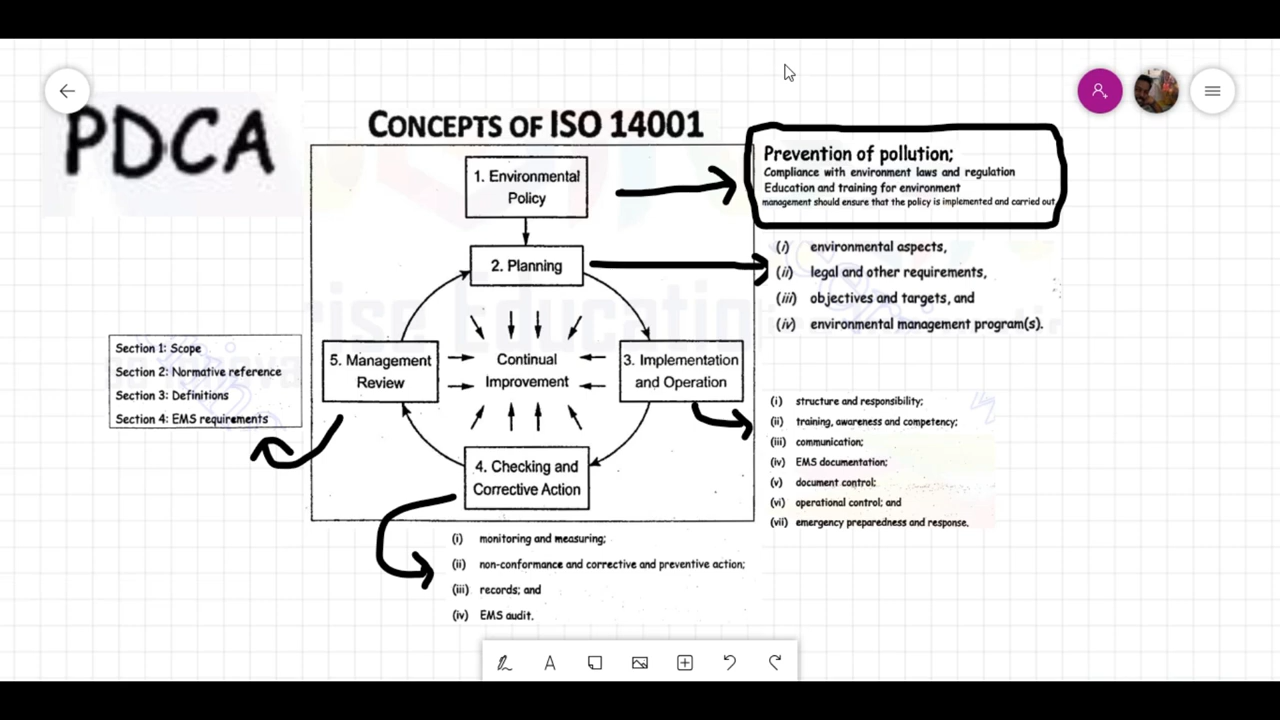 PDCA
CONCEPTS OF ISO 14001
1. Environmental
Policy
2. Planning
3. Implementation
and Operation
4. Checking and
Corrective Action
5. Management
Review
Continual
Improvement
Prevention of pollution;
Compliance with environment laws and regulation
Education and training for environment
management should ensure that the policy is implemented and carried out
(i) environmental aspects,
(ii) legal and other requirements,
(iii) objectives and targets, and
(iv) environmental management program(s).
(i) structure and responsibility;
(ii) training, awareness and competency;
(iii) communication;
(iv) EMS documentation;
(v) document control;
(vi) operational control; and
(vii) emergency preparedness and response.
(i) monitoring and measuring;
(ii) non-conformance and corrective and preventive action;
(iii) records; and
(iv) EMS audit.
Section 1: Scope
Section 2: Normative reference
Section 3: Definitions
Section 4: EMS requirements